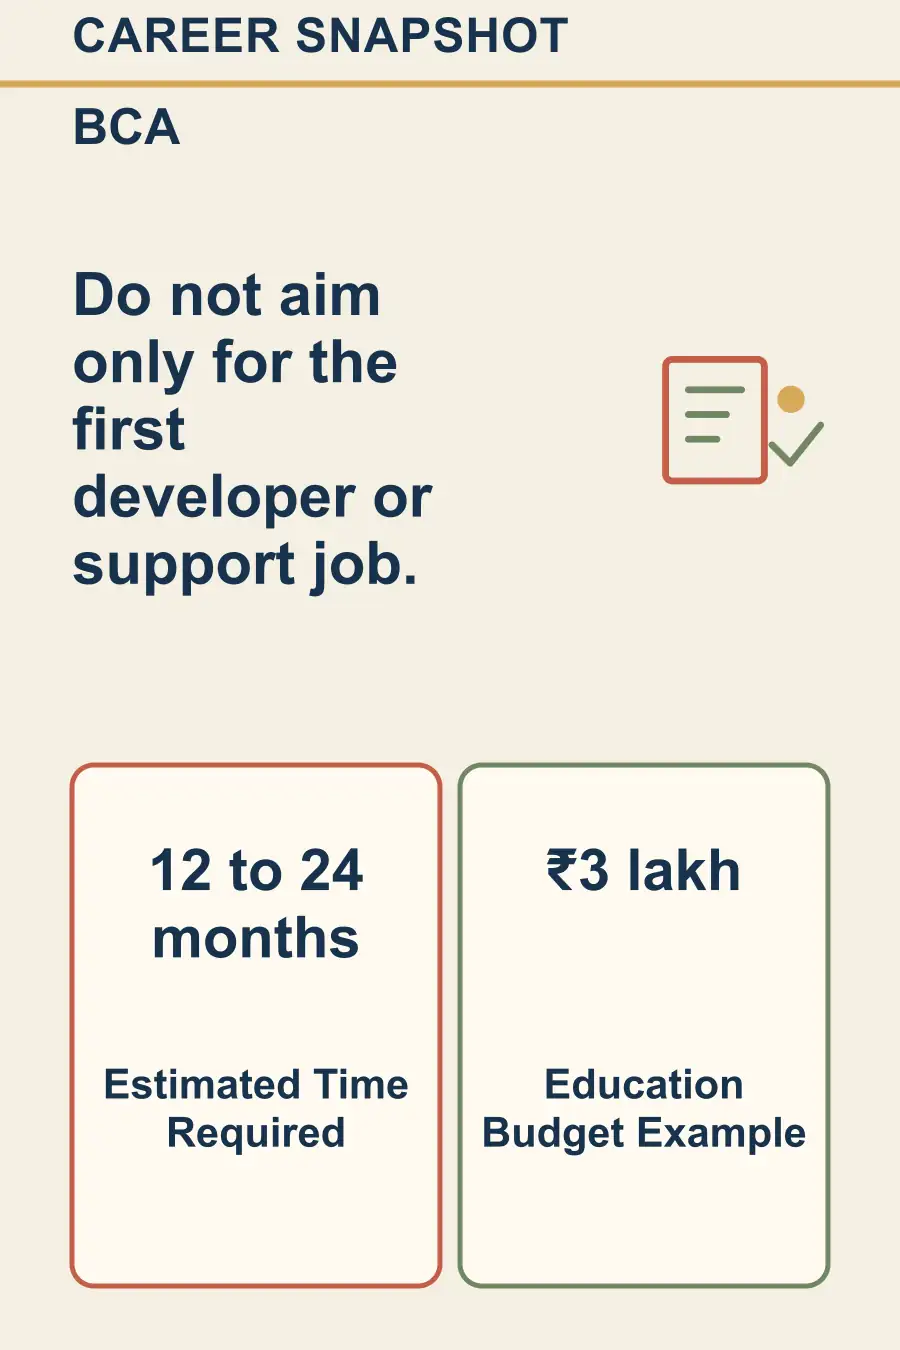 CAREER SNAPSHOT
BCA
Do not aim
only for the
first
developer or
support job.
12 to 24
months
Estimated Time
Required
₹3 lakh
Education
Budget Example